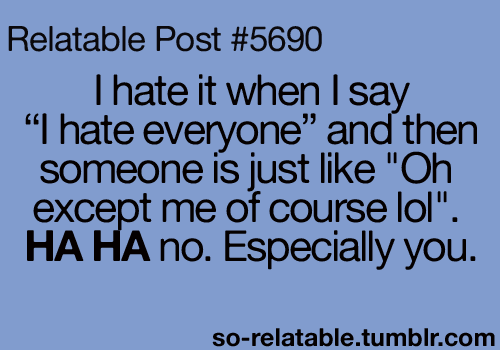 Relatable Post #5690
I hate it when I say
“I hate everyone” and then
someone is just like "Oh
except me of course lol".
HA HA no. Especially you.
so-relatable.tumblr.com